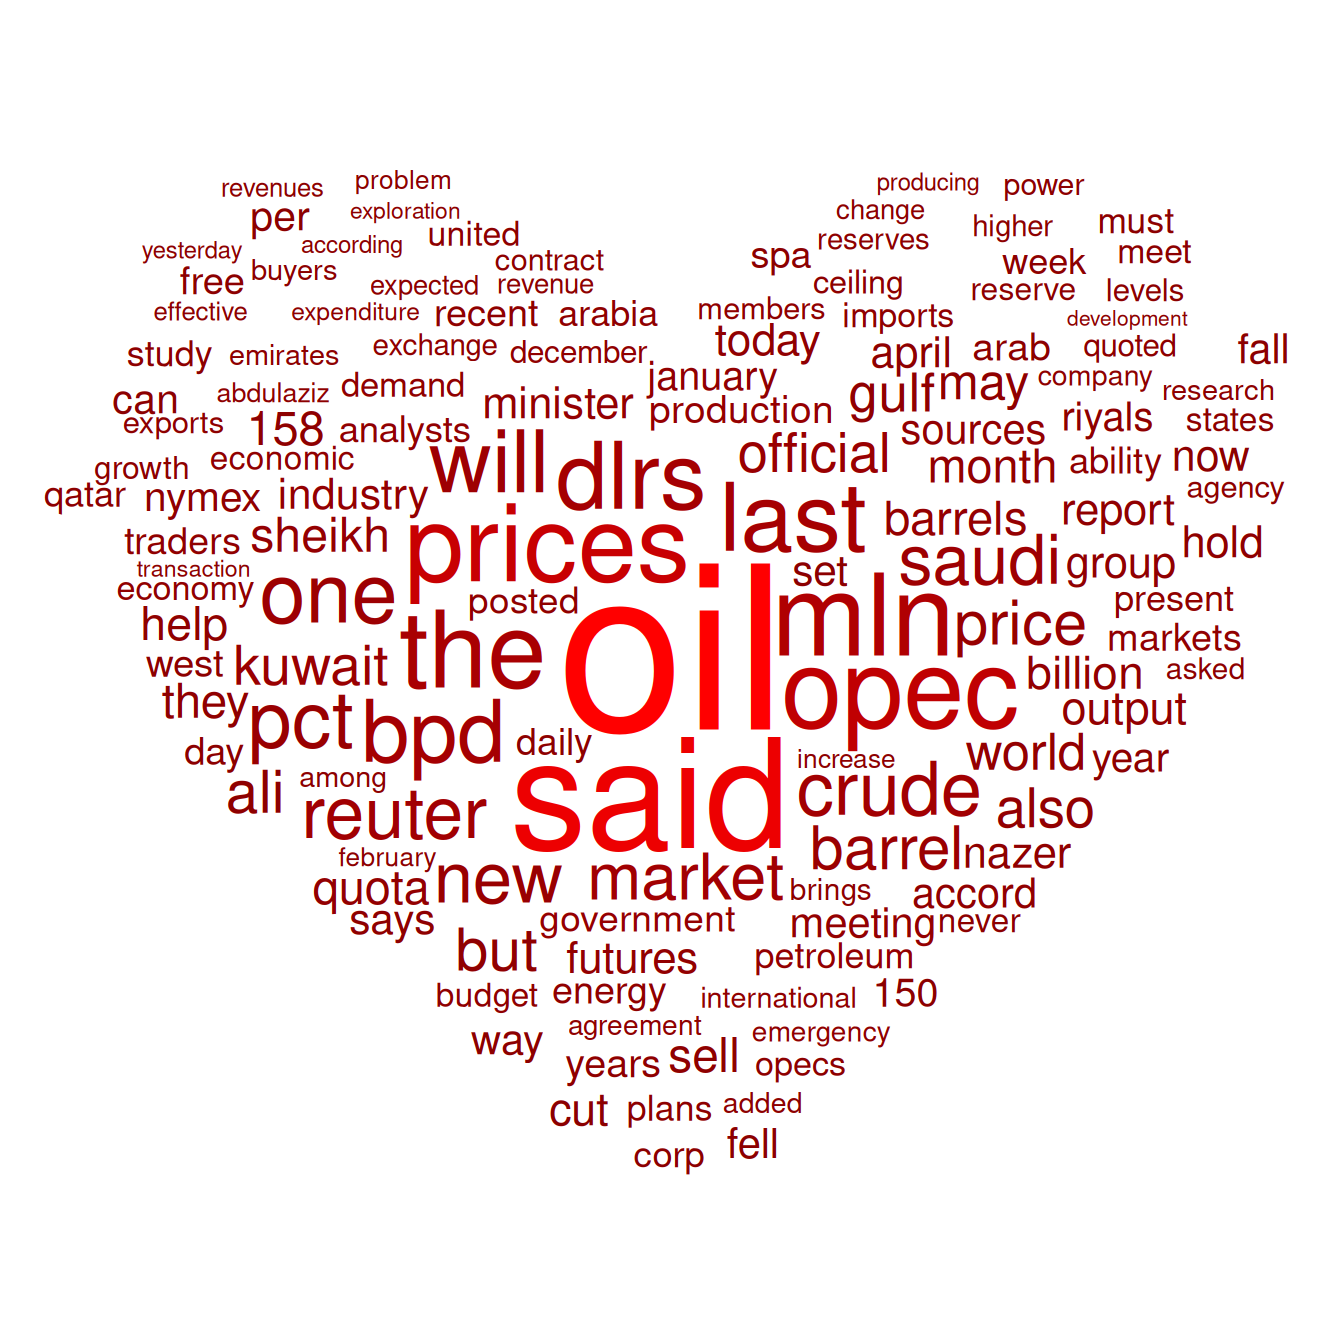 revenues problem producing power
per exploration change higher must
yesterday according united spa reserves week meet
free buyers expected contract revenue ceiling reserve levels
effective expenditure recent arabia members imports development
study emirates exchange december today april arab quoted fall
can abdulaziz demand minister january production gulf may company research
exports 158 analysts official sources riyals states
growth economic will dlrs month ability now
qatar nymex industry last barrels report agency
traders sheikh prices saudi group hold
transaction
economy one posted set mln price present
help the oil markets
west kuwait opec billion asked
they pct bpd daily output
day among said increase world year
ali reuter crude also
february new market barrel nazer
quota brings accord
says government meeting never
but futures petroleum
budget energy international 150
way agreement emergency
years sell opecs
cut plans added
corp fell